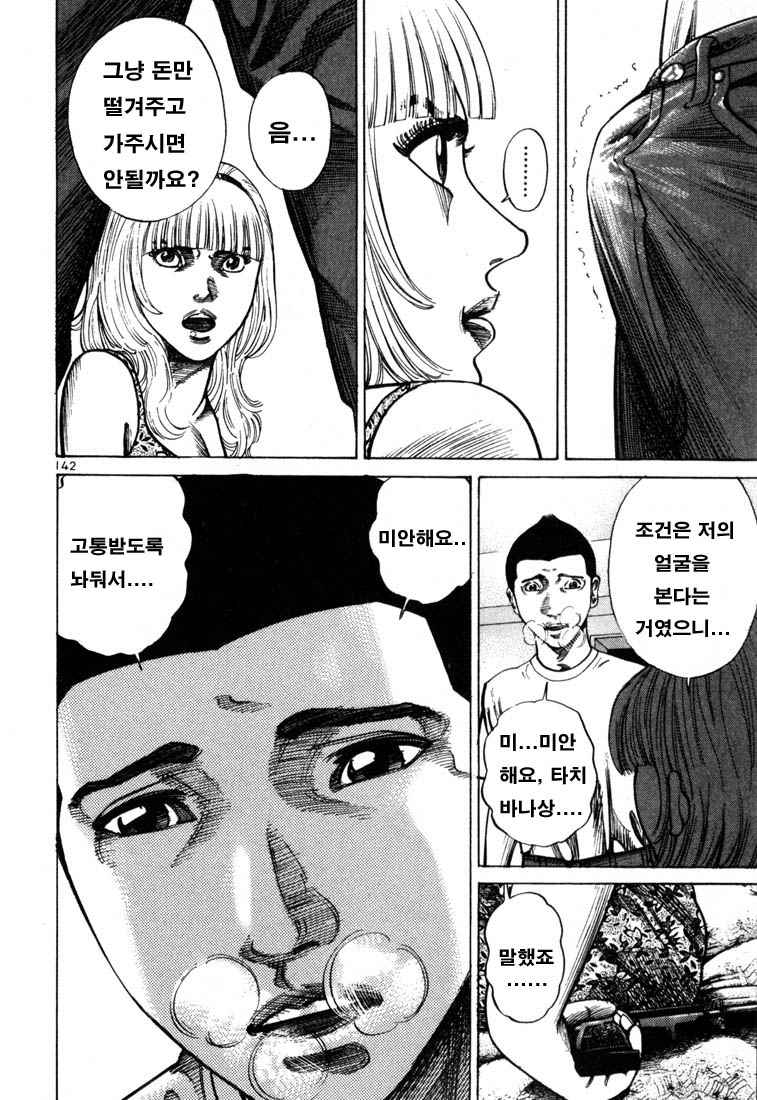 ………
음...
그냥 돈만
떨겨주고
가주시면
안될까요?
142
조건은 저의
얼굴을
본다는
거였으니...
미...미안
해요, 타치
바나상....
말했죠
......
미안해요..
고통받도록
놔둬서....